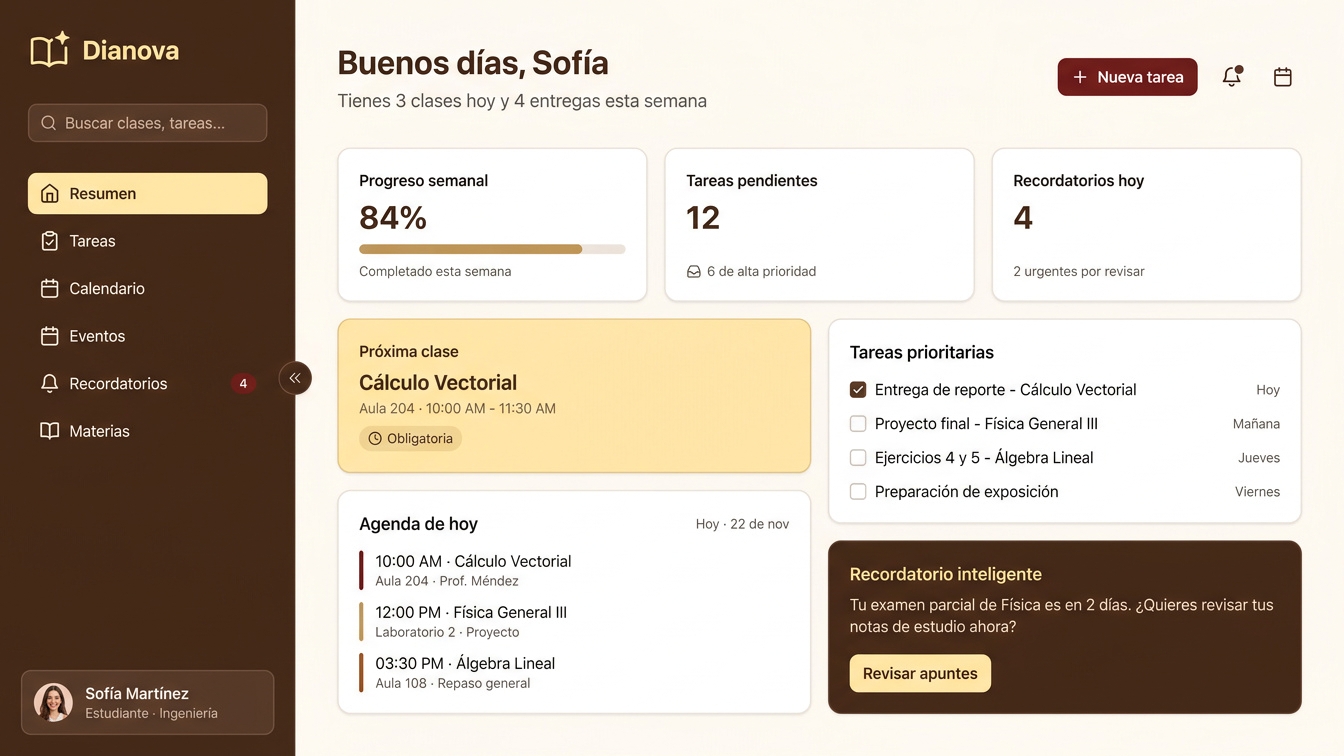 Dianova
Buscar clases, tareas...
Resumen
Tareas
Calendario
Eventos
Recordatorios
4
Materias
Sofía Martínez
Estudiante · Ingeniería
Buenos días, Sofía
Tienes 3 clases hoy y 4 entregas esta semana
Nueva tarea
Progreso semanal
84%
Completado esta semana
Tareas pendientes
12
6 de alta prioridad
Recordatorios hoy
4
2 urgentes por revisar
Próxima clase
Cálculo Vectorial
Aula 204 · 10:00 AM - 11:30 AM
Obligatoria
Agenda de hoy
Hoy · 22 de nov
10:00 AM · Cálculo Vectorial
Aula 204 · Prof. Méndez
12:00 PM · Física General III
Laboratorio 2 · Proyecto
03:30 PM · Álgebra Lineal
Aula 108 · Repaso general
Tareas prioritarias
Entrega de reporte - Cálculo Vectorial Hoy
Proyecto final - Física General III Mañana
Ejercicios 4 y 5 - Álgebra Lineal Jueves
Preparación de exposición Viernes
Recordatorio inteligente
Tu examen parcial de Física es en 2 días. ¿Quieres revisar tus
notas de estudio ahora?
Revisar apuntes